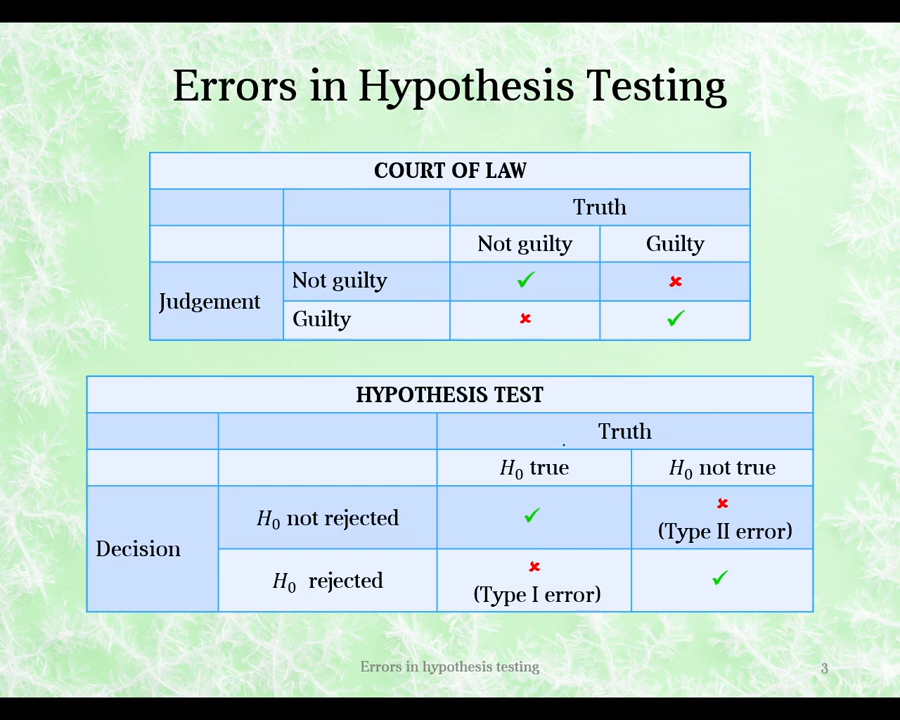 Errors in Hypothesis Testing
COURT OF LAW
Truth
Not guilty Guilty
Judgement
Not guilty ✓ ✘
Guilty ✘ ✓
HYPOTHESIS TEST
Truth
H₀ true H₀ not true
Decision
H₀ not rejected ✓ ✘
(Type II error)
H₀ rejected ✘ ✓
(Type I error)
Errors in hypothesis testing 3